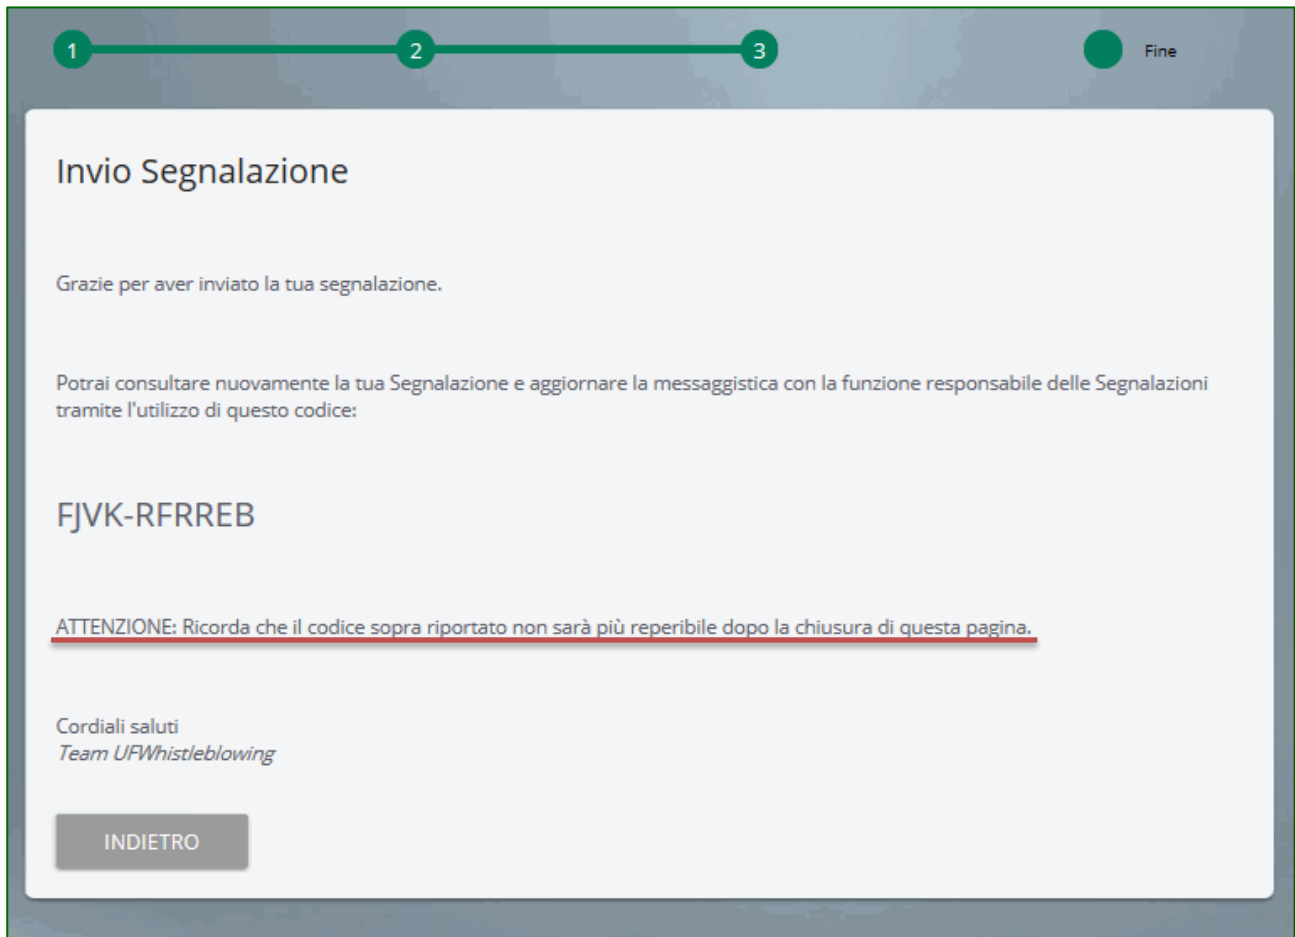 1 2 3 Fine
Invio Segnalazione
Grazie per aver inviato la tua segnalazione.
Potrai consultare nuovamente la tua Segnalazione e aggiornare la messaggistica con la funzione responsabile delle Segnalazioni
tramite l'utilizzo di questo codice:
FJVK-RFRREB
ATTENZIONE: Ricorda che il codice sopra riportato non sarà più reperibile dopo la chiusura di questa pagina.
Cordiali saluti
Team UFWhistleblowing
INDIETRO